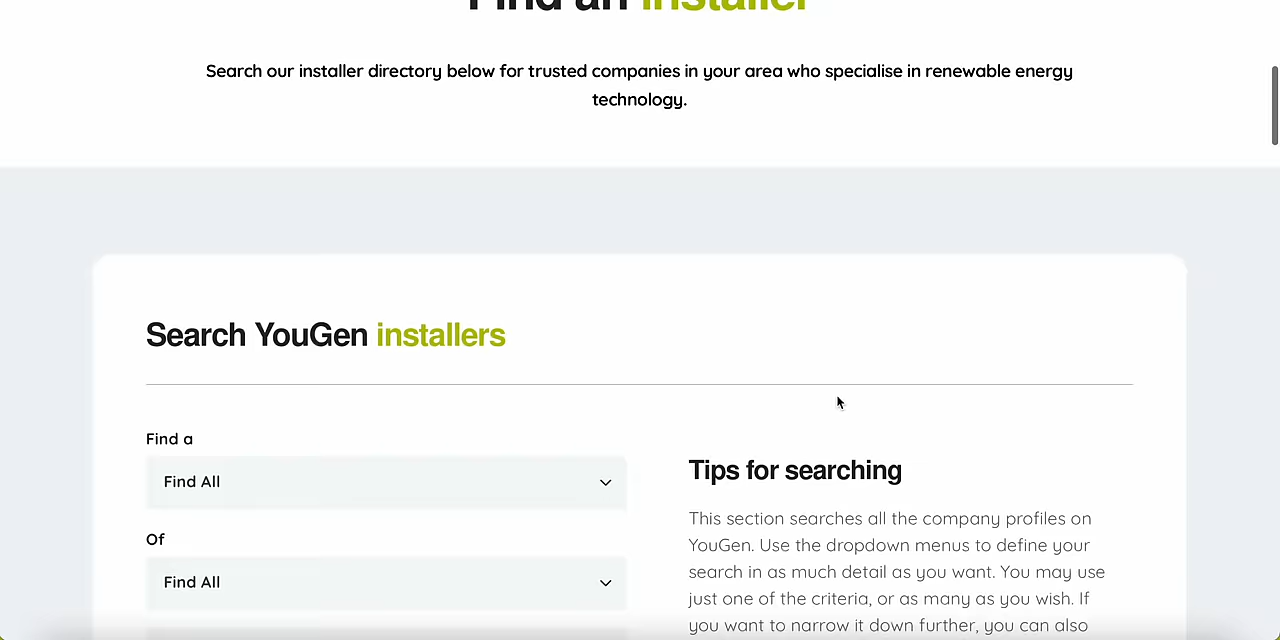 Find an installer
Search our installer directory below for trusted companies in your area who specialise in renewable energy
technology.
Search YouGen installers
Find a
Find All
Of
Find All
Tips for searching
This section searches all the company profiles on
YouGen. Use the dropdown menus to define your
search in as much detail as you want. You may use
just one of the criteria, or as many as you wish. If
you want to narrow it down further, you can also